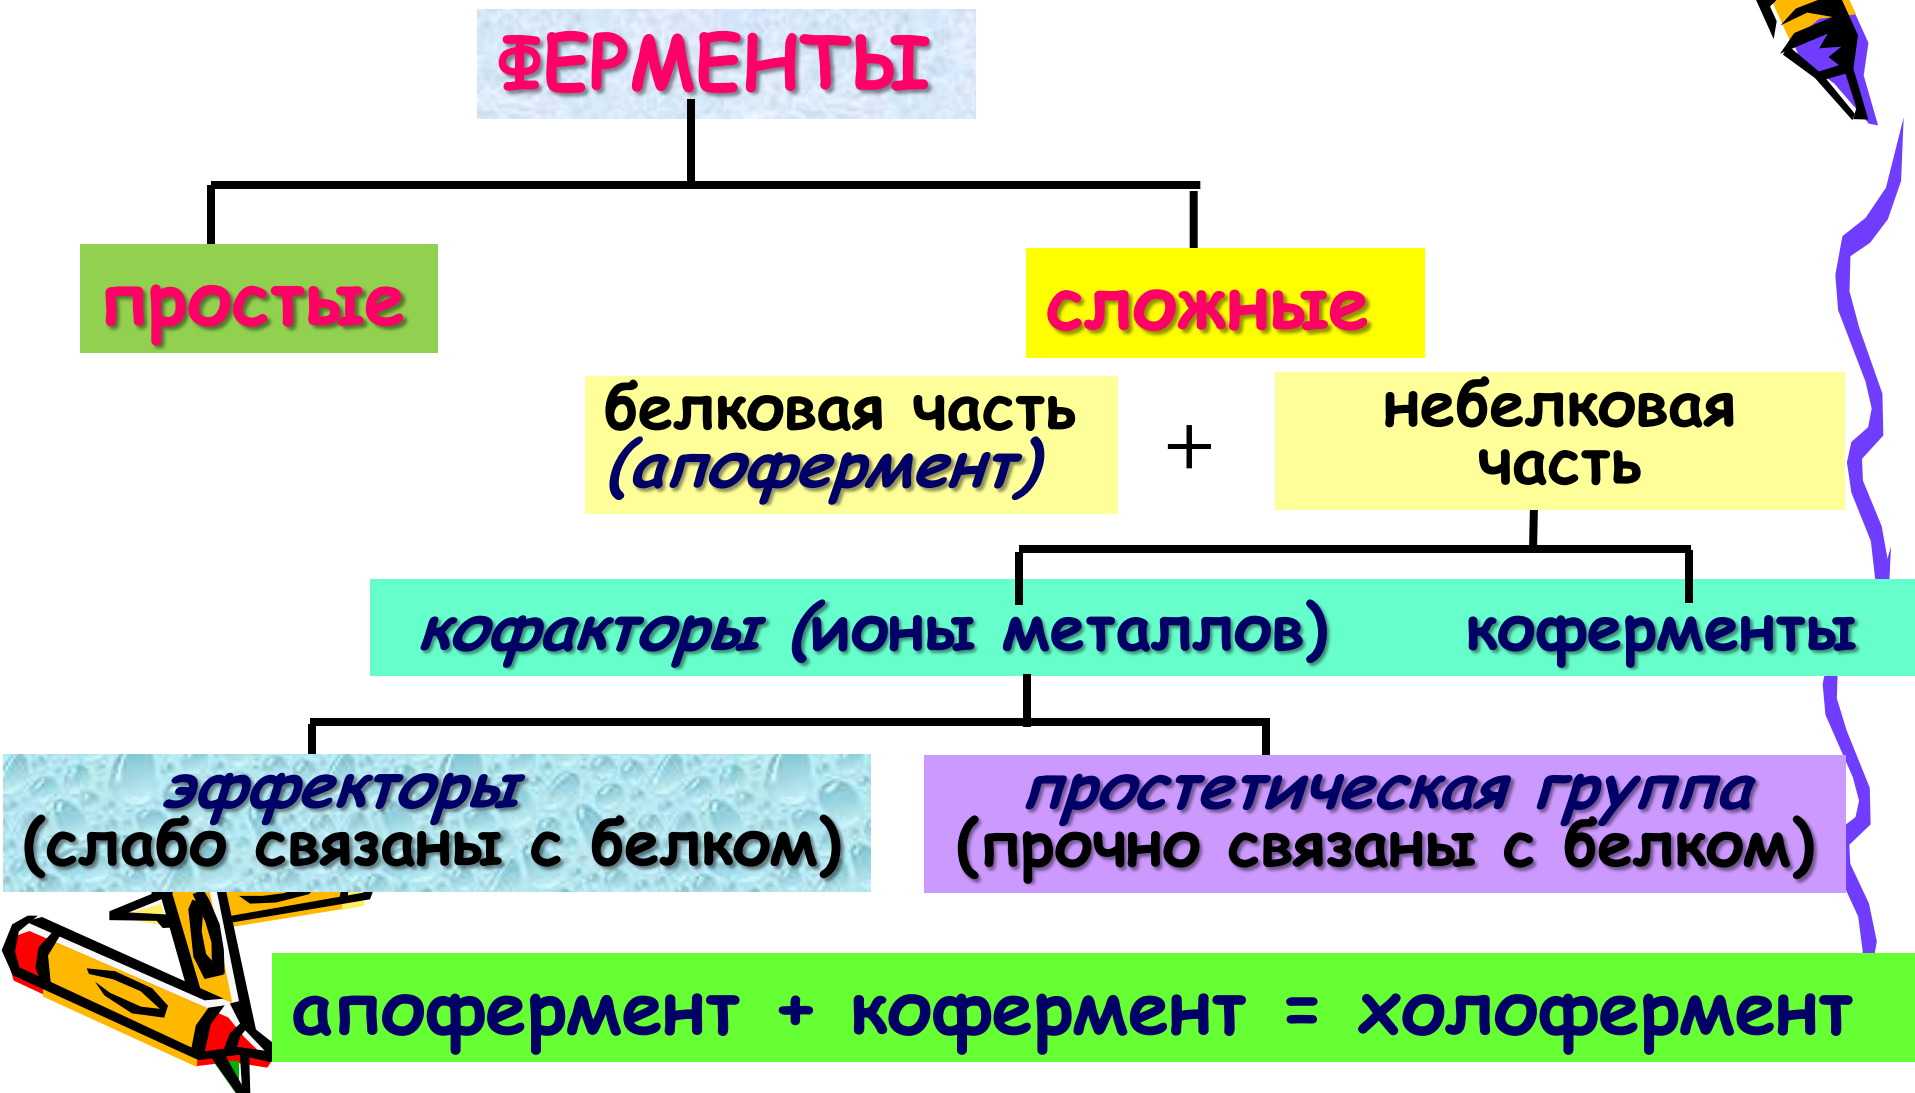 ФЕРМЕНТЫ
простые
сложные
белковая часть
(апофермент)
+
небелковая
часть
кофакторы (ионы металлов) коферменты
эффекторы
(слабо связаны с белком)
простетическая группа
(прочно связаны с белком)
апофермент + кофермент = холофермент